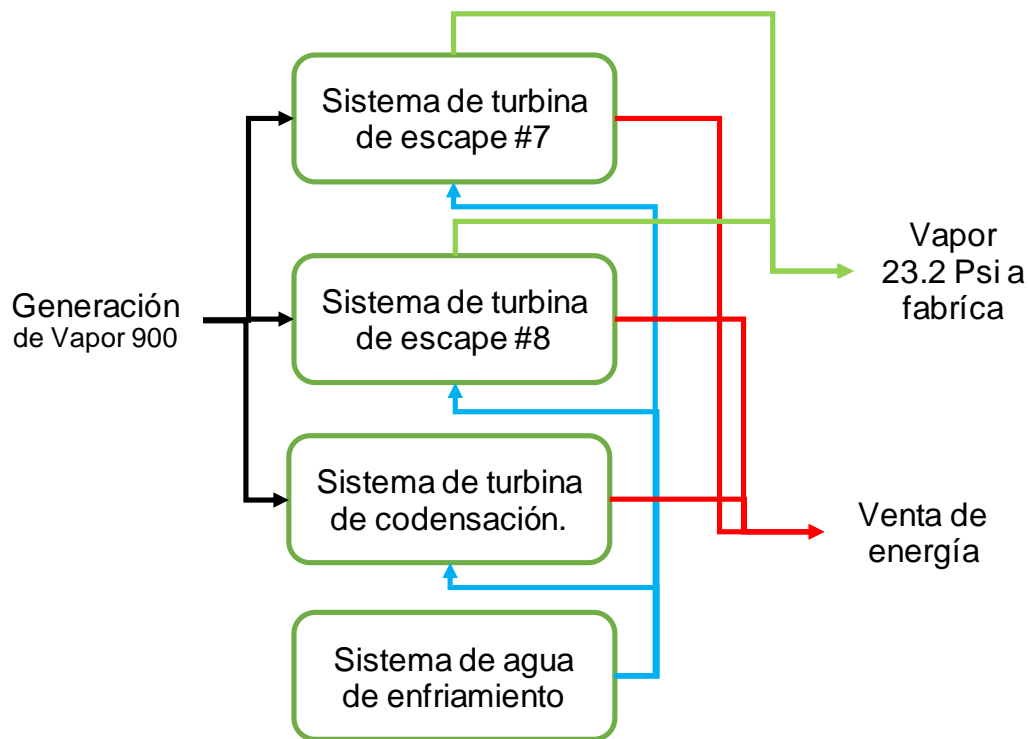 Sistema de turbina
de escape #7
Vapor
23.2 Psi a
fabríca
Generación
de Vapor 900
Sistema de turbina
de escape #8
Sistema de turbina
de codensación.
Venta de
energía
Sistema de agua
de enfriamiento